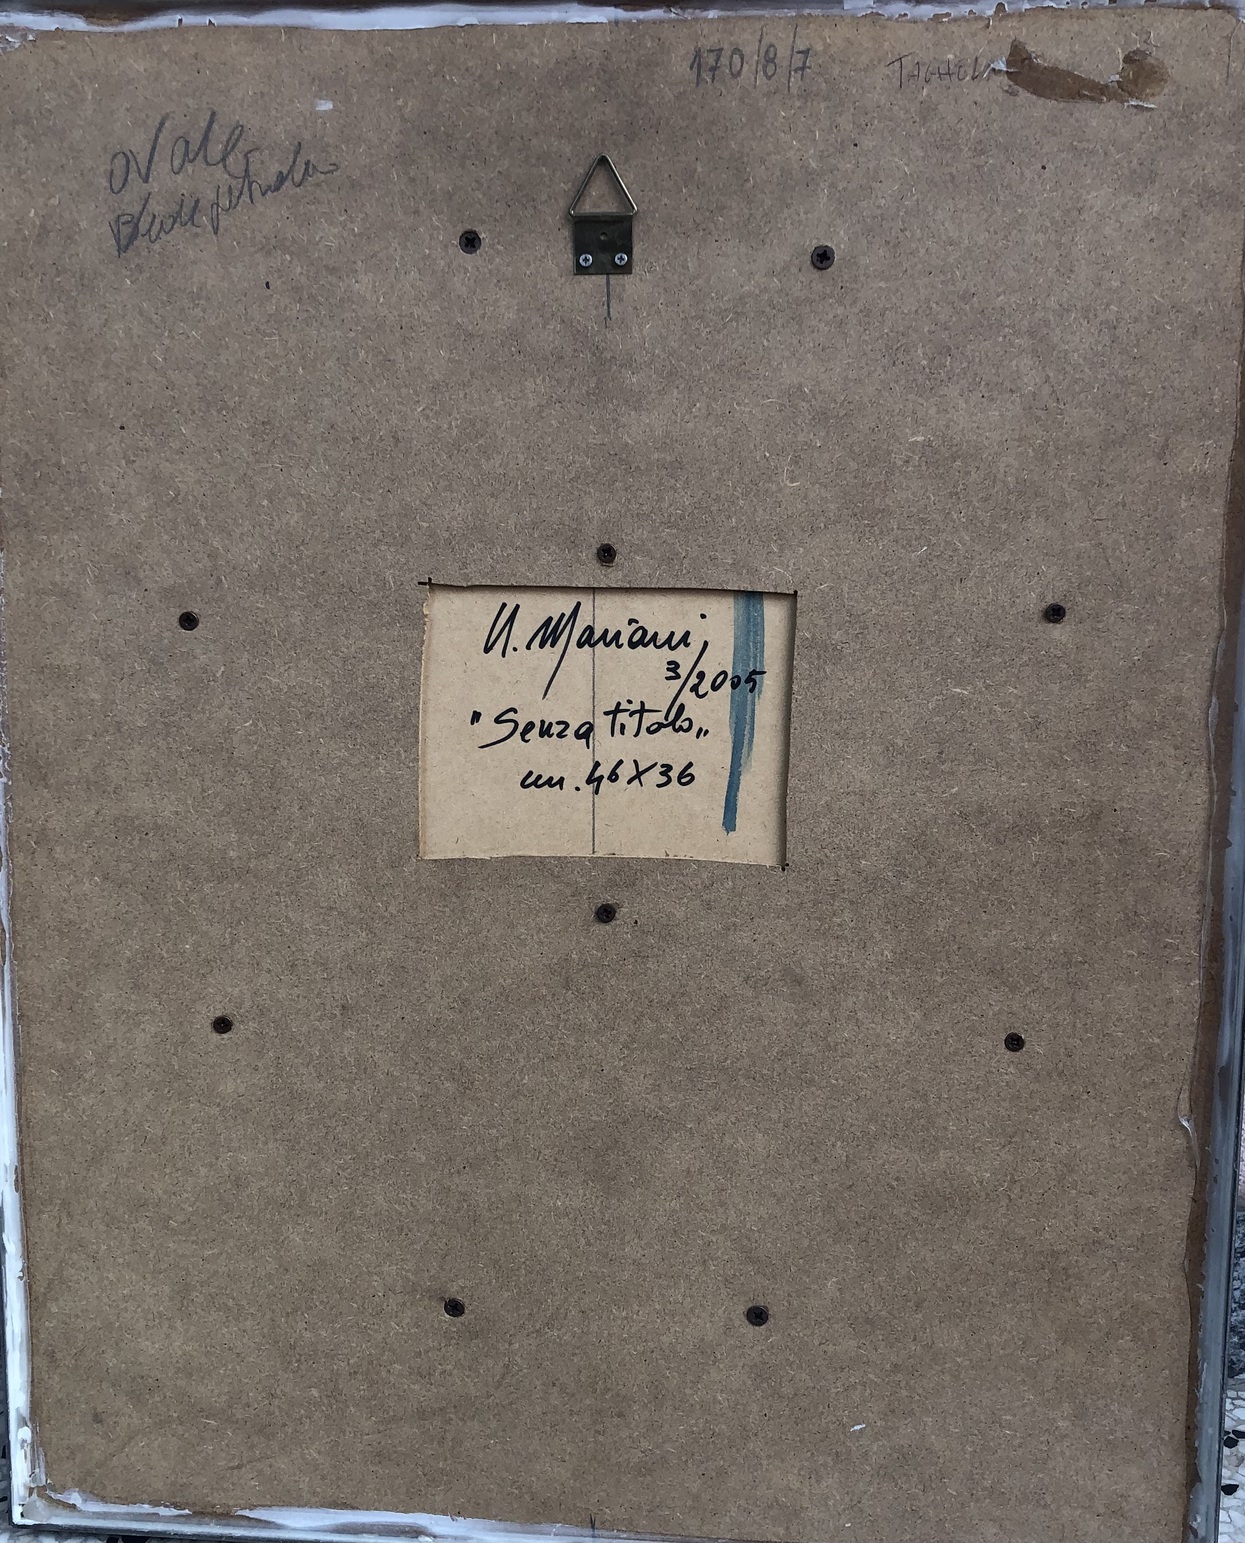 170/8/7
ovale
U. Mariani,
3/2005
"Senza titolo"
cm. 46X36